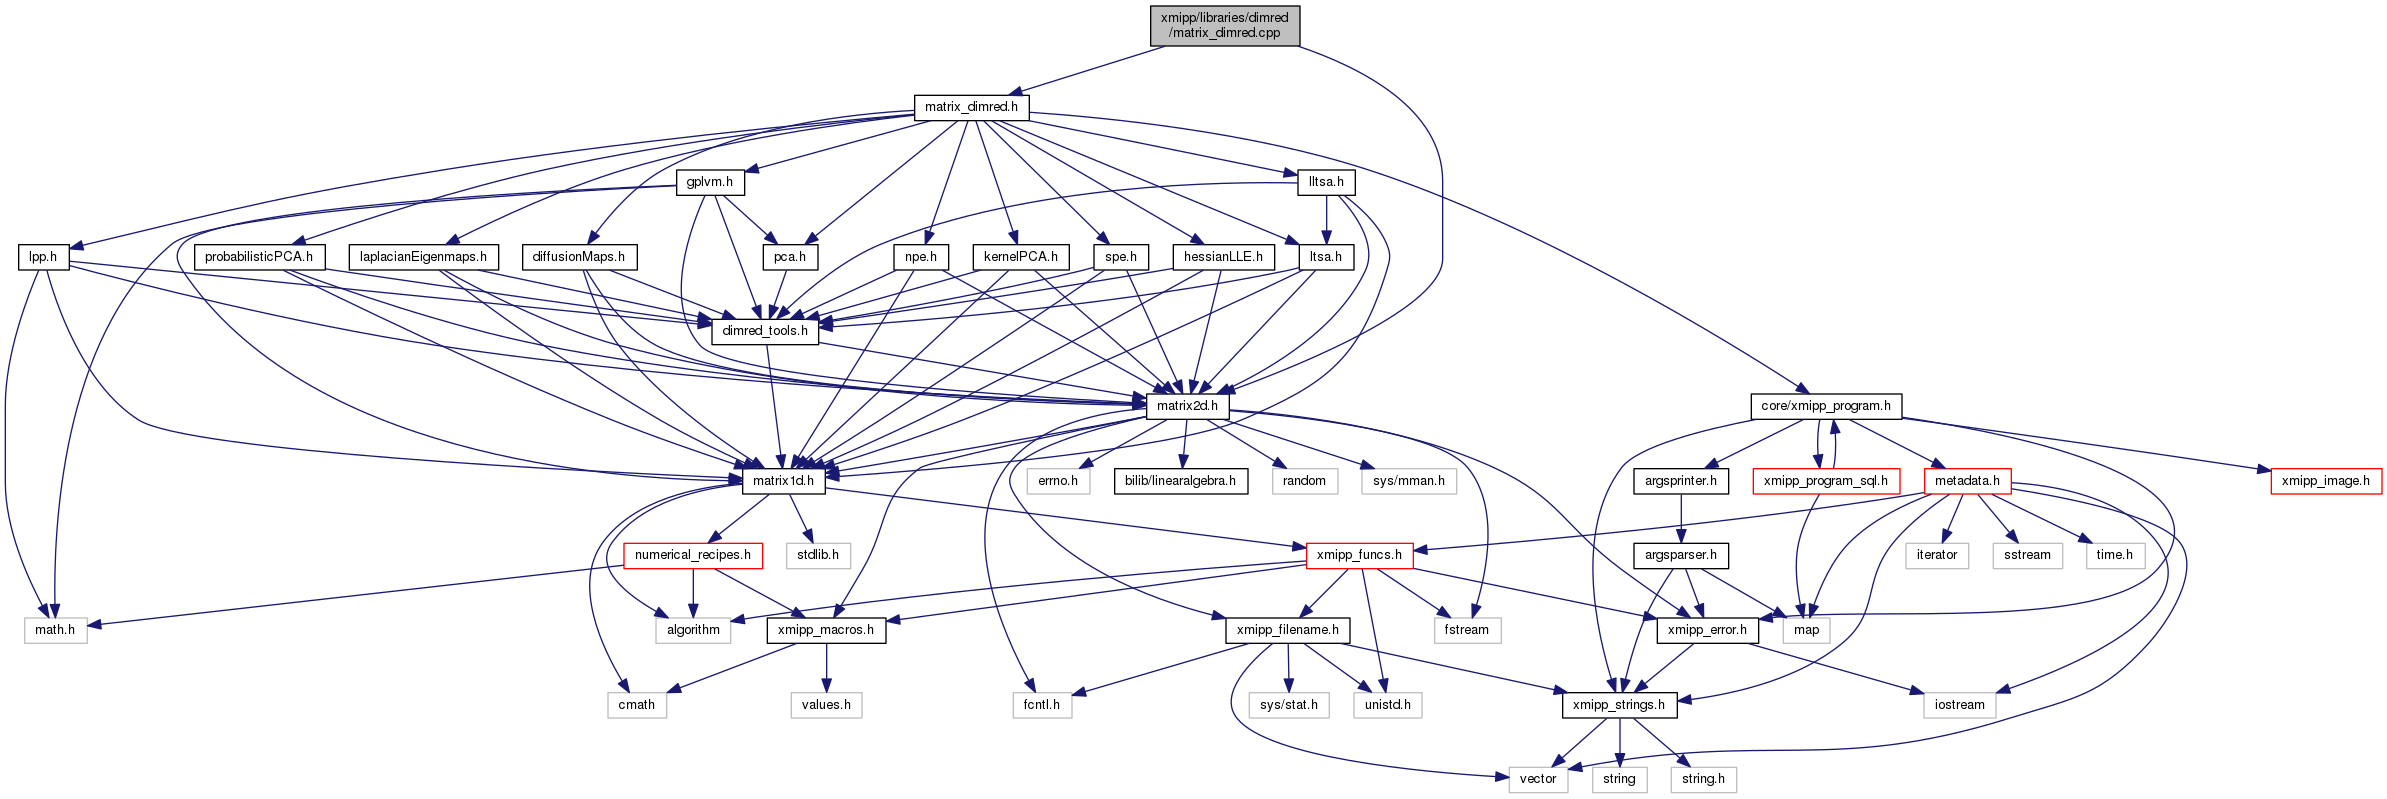 xmipp/libraries/dimred
/matrix_dimred.cpp
matrix_dimred.h
gplvm.h
lltsa.h
lpp.h
probabilisticPCA.h
laplacianEigenmaps.h
diffusionMaps.h
pca.h
npe.h
kernelPCA.h
spe.h
hessianLLE.h
ltsa.h
dimred_tools.h
matrix2d.h
core/xmipp_program.h
matrix1d.h
errno.h
bilib/linearalgebra.h
random
sys/mman.h
argsprinter.h
xmipp_program_sql.h
metadata.h
xmipp_image.h
numerical_recipes.h
stdlib.h
xmipp_funcs.h
argsparser.h
iterator
sstream
time.h
math.h
algorithm
xmipp_macros.h
xmipp_filename.h
fstream
xmipp_error.h
map
cmath
values.h
fcntl.h
sys/stat.h
unistd.h
xmipp_strings.h
iostream
vector
string
string.h